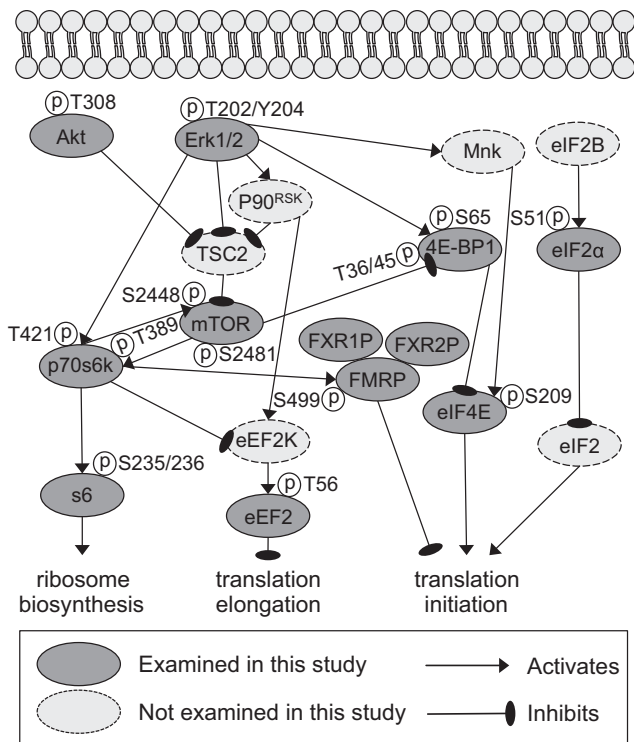 p T308
Akt
p T202/Y204
Erk1/2
Mnk
eIF2B
P90RSK
p S65
4E-BP1
S51 p
eIF2α
TSC2
T36/45 p
S2448 p
mTOR
p T389
p S2481
T421 p
p70s6k
FXR1P
FXR2P
FMRP
S499 p
eIF4E
p S209
eEF2K
eIF2
p S235/236
s6
p T56
eEF2
ribosome
biosynthesis
translation
elongation
translation
initiation
Examined in this study
Activates
Not examined in this study
Inhibits